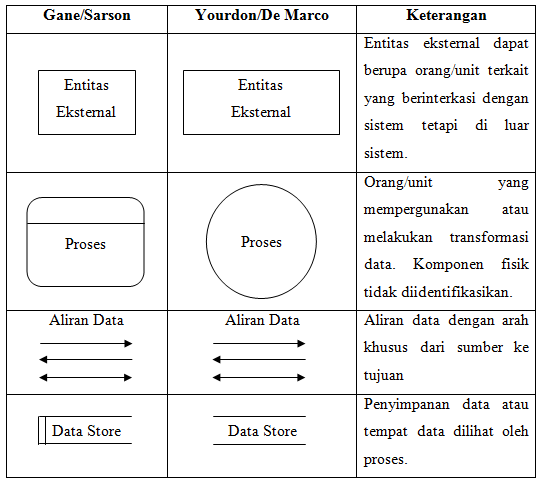 Gane/Sarson
Yourdon/De Marco
Keterangan
Entitas
Eksternal
Entitas
Eksternal
Entitas eksternal dapat
berupa orang/unit terkait
yang berinterkasi dengan
sistem tetapi di luar
sistem.
Proses
Proses
Orang/unit yang
mempergunakan atau
melakukan transformasi
data. Komponen fisik
tidak diidentifikasikan.
Aliran Data
Aliran Data
Aliran data dengan arah
khusus dari sumber ke
tujuan
Data Store
Data Store
Penyimpanan data atau
tempat data dilihat oleh
proses.